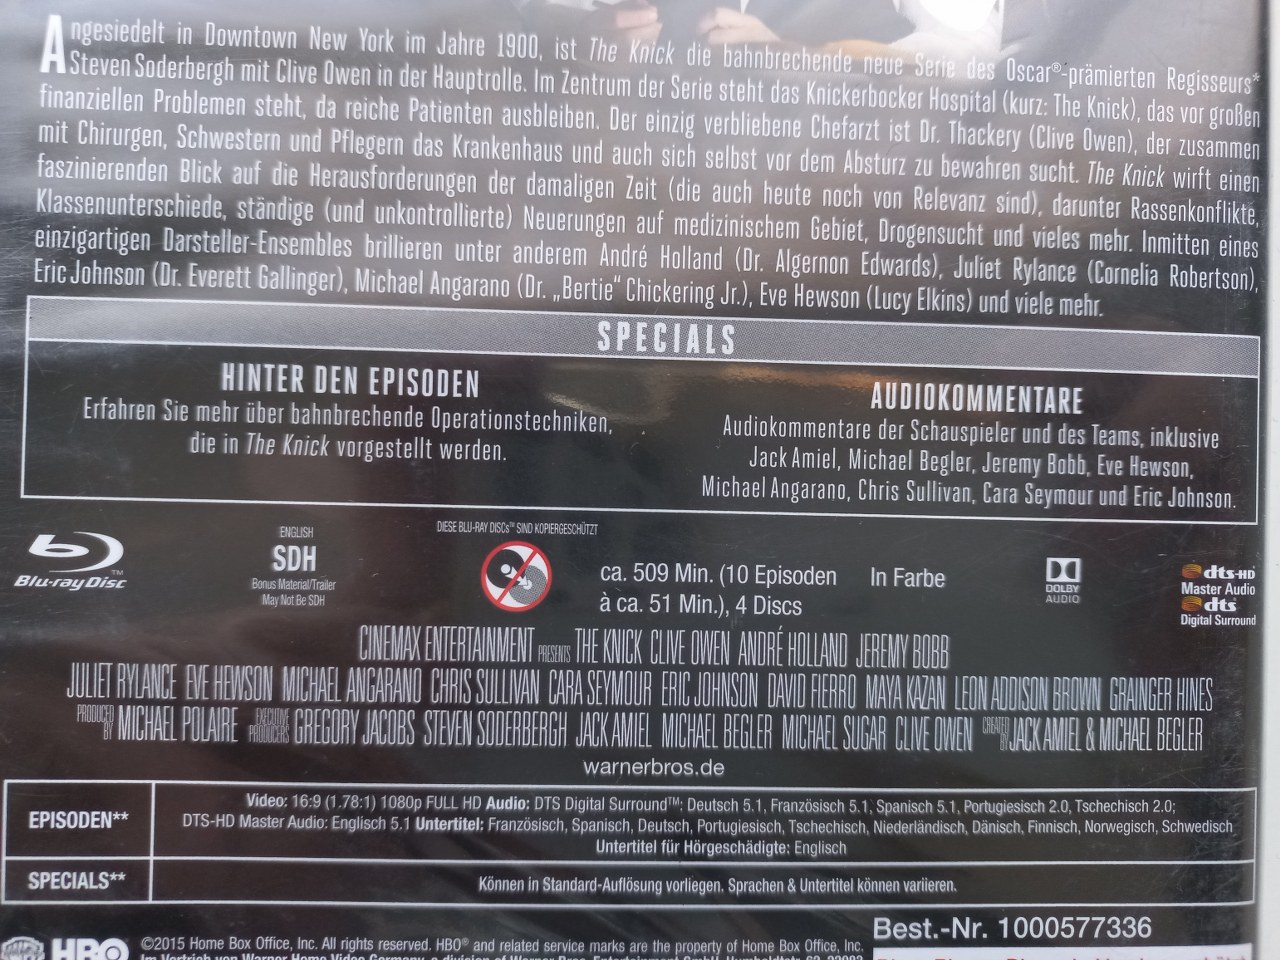 Angesiedelt in Downtown New York im Jahre 1900, ist The Knick die bahnbrechende neue Serie des Oscar®-prämierten Regisseurs*
Steven Soderbergh mit Clive Owen in der Hauptrolle. Im Zentrum der Serie steht das Knickerbocker Hospital (kurz: The Knick), das vor großen
finanziellen Problemen steht, da reiche Patienten ausbleiben. Der einzig verbliebene Chefarzt ist Dr. Thackery (Clive Owen), der zusammen
mit Chirurgen, Schwestern und Pflegern das Krankenhaus und auch sich selbst vor dem Absturz zu bewahren sucht. The Knick wirft einen
faszinierenden Blick auf die Herausforderungen der damaligen Zeit (die auch heute noch von Relevanz sind), darunter Rassenkonflikte,
Klassenunterschiede, ständige (und unkontrollierte) Neuerungen auf medizinischem Gebiet, Drogensucht und vieles mehr. Inmitten eines
einzigartigen Darsteller-Ensembles brillieren unter anderem André Holland (Dr. Algernon Edwards), Juliet Rylance (Cornelia Robertson),
Eric Johnson (Dr. Everett Gallinger), Michael Angarano (Dr. „Bertie“ Chickering Jr.), Eve Hewson (Lucy Elkins) und viele mehr.
SPECIALS
HINTER DEN EPISODEN
Erfahren Sie mehr über bahnbrechende Operationstechniken,
die in The Knick vorgestellt werden.
AUDIOKOMMENTARE
Audiokommentare der Schauspieler und des Teams, inklusive
Jack Amiel, Michael Begler, Jeremy Bobb, Eve Hewson,
Michael Angarano, Chris Sullivan, Cara Seymour und Eric Johnson.
Blu-ray Disc™
ENGLISH
SDH
Bonus Material/Trailer
May Not Be SDH
DIESE BLU-RAY DISCs™ SIND KOPIERGESCHÜTZT
ca. 509 Min. (10 Episoden
à ca. 51 Min.), 4 Discs
In Farbe
DOLBY
AUDIO
dts-HD
Master Audio
dts
Digital Surround
CINEMAX ENTERTAINMENT PRESENTS THE KNICK CLIVE OWEN ANDRÉ HOLLAND JEREMY BOBB
JULIET RYLANCE EVE HEWSON MICHAEL ANGARANO CHRIS SULLIVAN CARA SEYMOUR ERIC JOHNSON DAVID FIERRO MAYA KAZAN LEON ADDISON BROWN GRAINGER HINES
PRODUCED BY MICHAEL POLAIRE EXECUTIVE PRODUCERS GREGORY JACOBS STEVEN SODERBERGH JACK AMIEL MICHAEL BEGLER MICHAEL SUGAR CLIVE OWEN CREATED BY JACK AMIEL & MICHAEL BEGLER
warnerbros.de
EPISODEN**
Video: 16:9 (1.78:1) 1080p FULL HD Audio: DTS Digital Surround™: Deutsch 5.1, Französisch 5.1, Spanisch 5.1, Portugiesisch 2.0, Tschechisch 2.0;
DTS-HD Master Audio: Englisch 5.1 Untertitel: Französisch, Spanisch, Deutsch, Portugiesisch, Tschechisch, Niederländisch, Dänisch, Finnisch, Norwegisch, Schwedisch
Untertitel für Hörgeschädigte: Englisch
SPECIALS**
Können in Standard-Auflösung vorliegen. Sprachen & Untertitel können variieren.
Best.-Nr. 1000577336
HBO
©2015 Home Box Office, Inc. All rights reserved. HBO® and related service marks are the property of Home Box Office, Inc.
Im Vertrieb von Warner Home Video Germany, a division of Warner Bros. Entertainment GmbH,